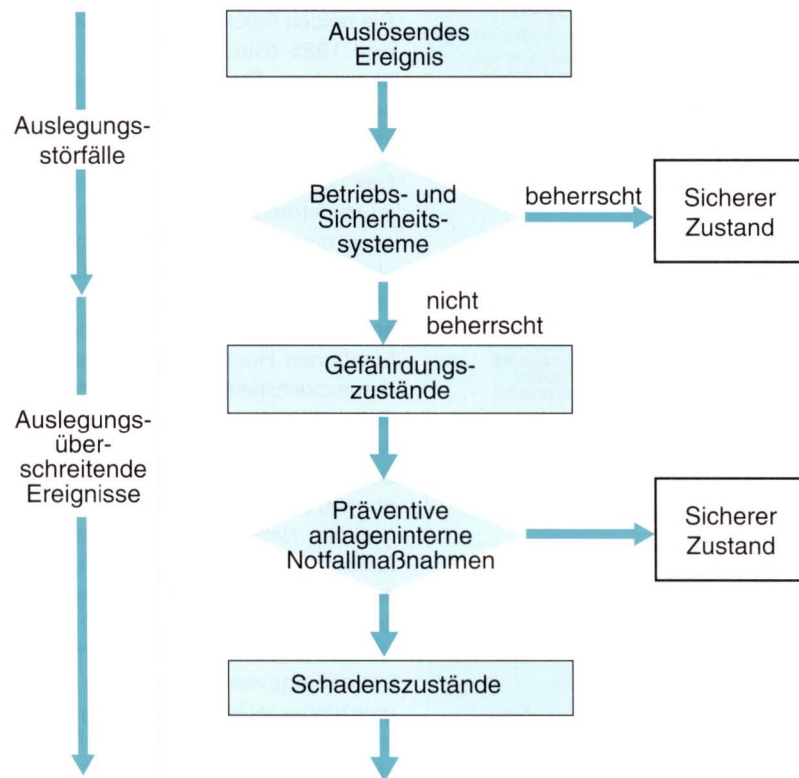 Auslösendes
Ereignis
Auslegungs-
störfälle
Betriebs- und
Sicherheits-
systeme
beherrscht
Sicherer
Zustand
nicht
beherrscht
Gefährdungs-
zustände
Auslegungs-
über-
schreitende
Ereignisse
Präventive
anlageninterne
Notfallmaßnahmen
Sicherer
Zustand
Schadenszustände